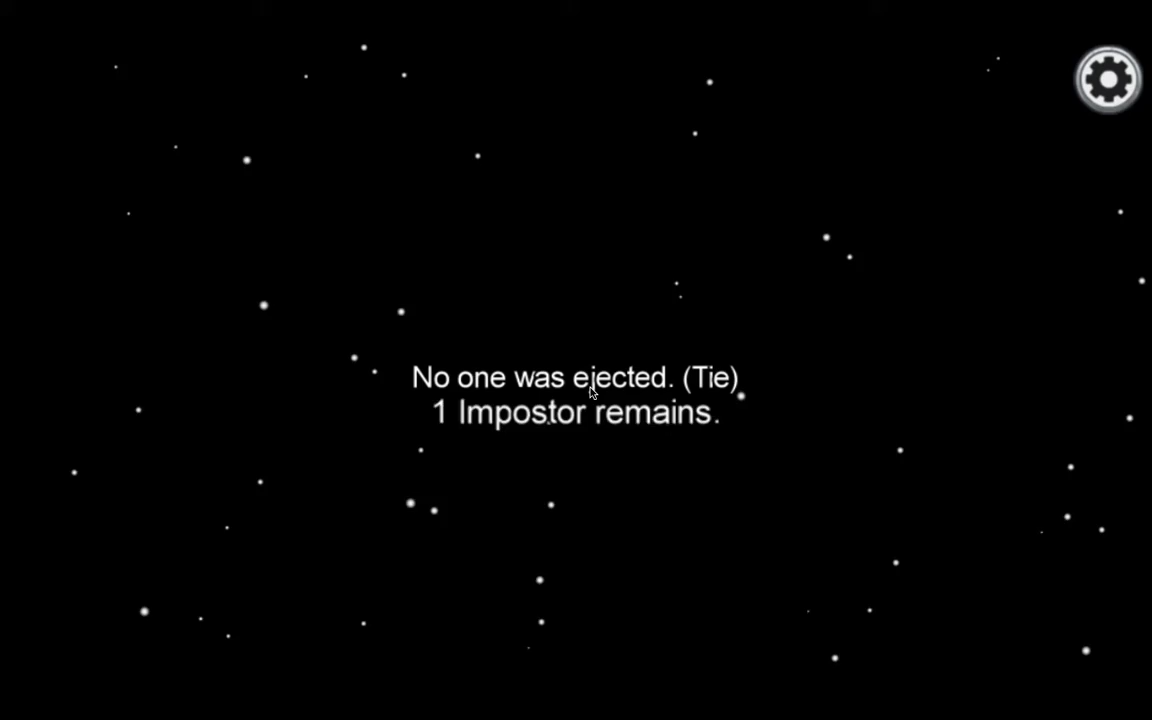 No one was ejected. (Tie)
1 Impostor remains.